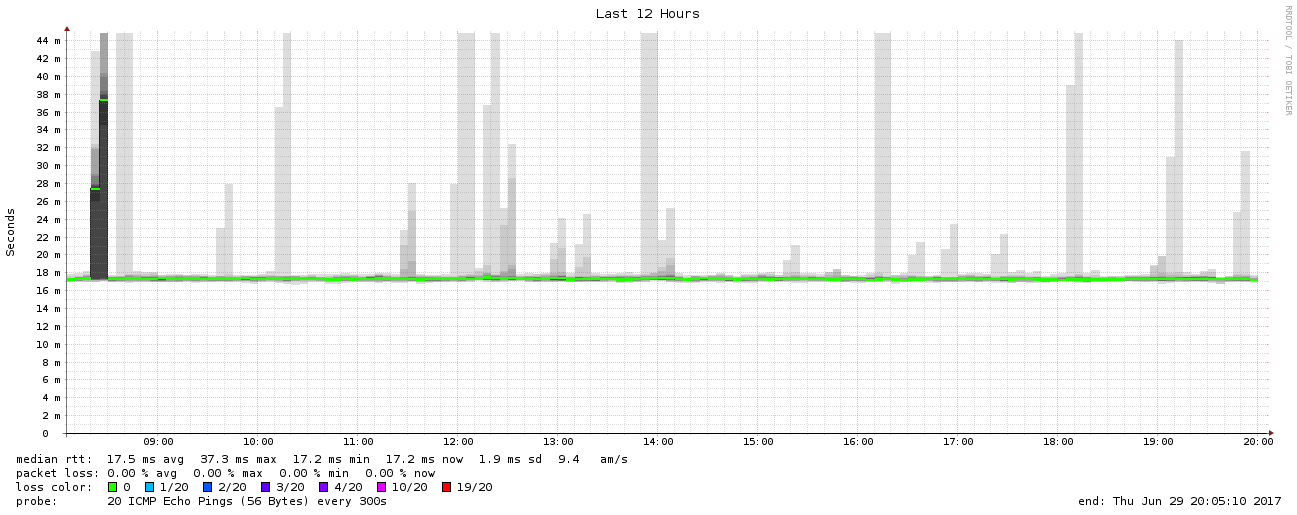 Last 12 Hours
RRDTOOL / TOBI OETIKER
Seconds
44 m
42 m
40 m
38 m
36 m
34 m
32 m
30 m
28 m
26 m
24 m
22 m
20 m
18 m
16 m
14 m
12 m
10 m
8 m
6 m
4 m
2 m
0
09:00 10:00 11:00 12:00 13:00 14:00 15:00 16:00 17:00 18:00 19:00 20:00
median rtt: 17.5 ms avg 37.3 ms max 17.2 ms min 17.2 ms now 1.9 ms sd 9.4 am/s
packet loss: 0.00 % avg 0.00 % max 0.00 % min 0.00 % now
loss color: 0 1/20 2/20 3/20 4/20 10/20 19/20
probe: 20 ICMP Echo Pings (56 Bytes) every 300s end: Thu Jun 29 20:05:10 2017